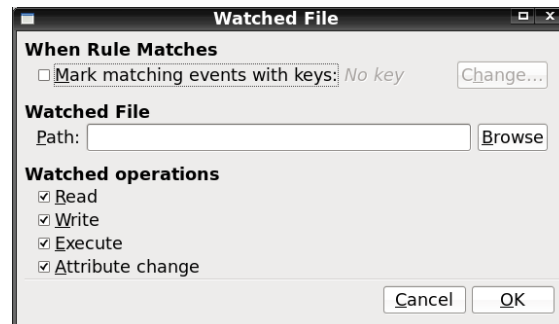 Watched File
When Rule Matches
Mark matching events with keys: No key Change...
Watched File
Path: Browse
Watched operations
Read
Write
Execute
Attribute change
Cancel OK